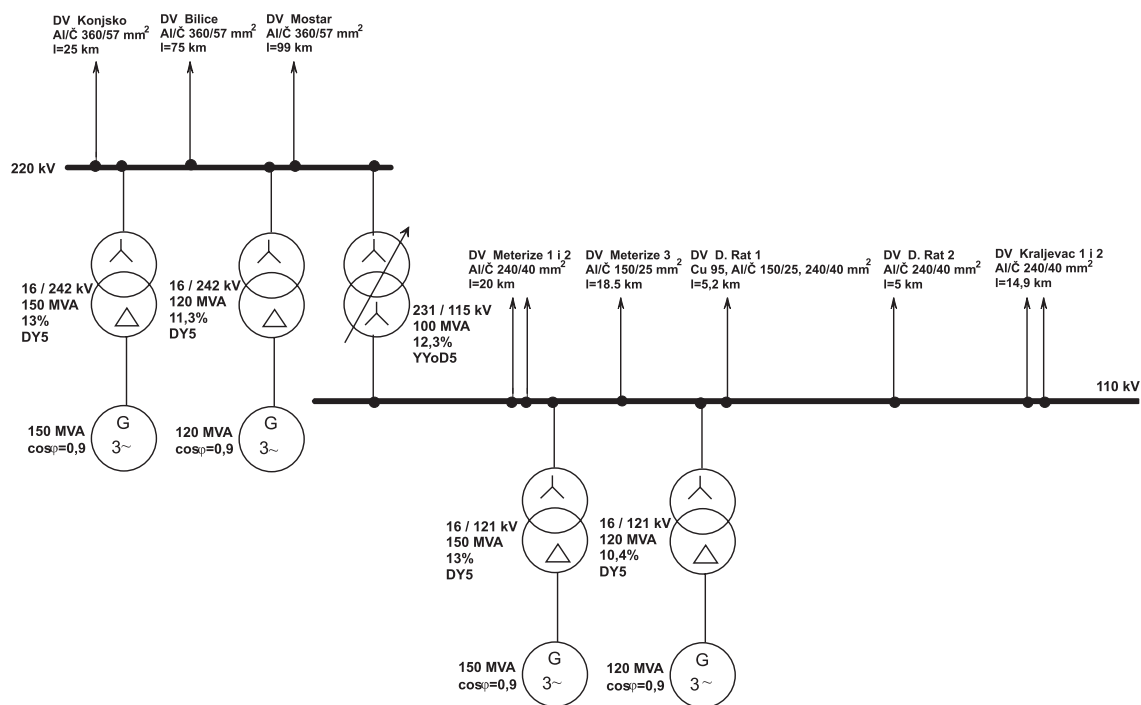 DV Konjsko
Al/Č 360/57 mm²
l=25 km
DV Bilice
Al/Č 360/57 mm²
l=75 km
DV Mostar
Al/Č 360/57 mm²
l=99 km
220 kV
16 / 242 kV
150 MVA
13%
DY5
16 / 242 kV
120 MVA
11,3%
DY5
231 / 115 kV
100 MVA
12,3%
YYoD5
DV Meterize 1 i 2
Al/Č 240/40 mm²
l=20 km
DV Meterize 3
Al/Č 150/25 mm²
l=18.5 km
DV D. Rat 1
Cu 95, Al/Č 150/25, 240/40 mm²
l=5,2 km
DV D. Rat 2
Al/Č 240/40 mm²
l=5 km
DV Kraljevac 1 i 2
Al/Č 240/40 mm²
l=14,9 km
110 kV
150 MVA
cosφ=0,9
G
3~
120 MVA
cosφ=0,9
G
3~
16 / 121 kV
150 MVA
13%
DY5
16 / 121 kV
120 MVA
10,4%
DY5
150 MVA
cosφ=0,9
G
3~
120 MVA
cosφ=0,9
G
3~